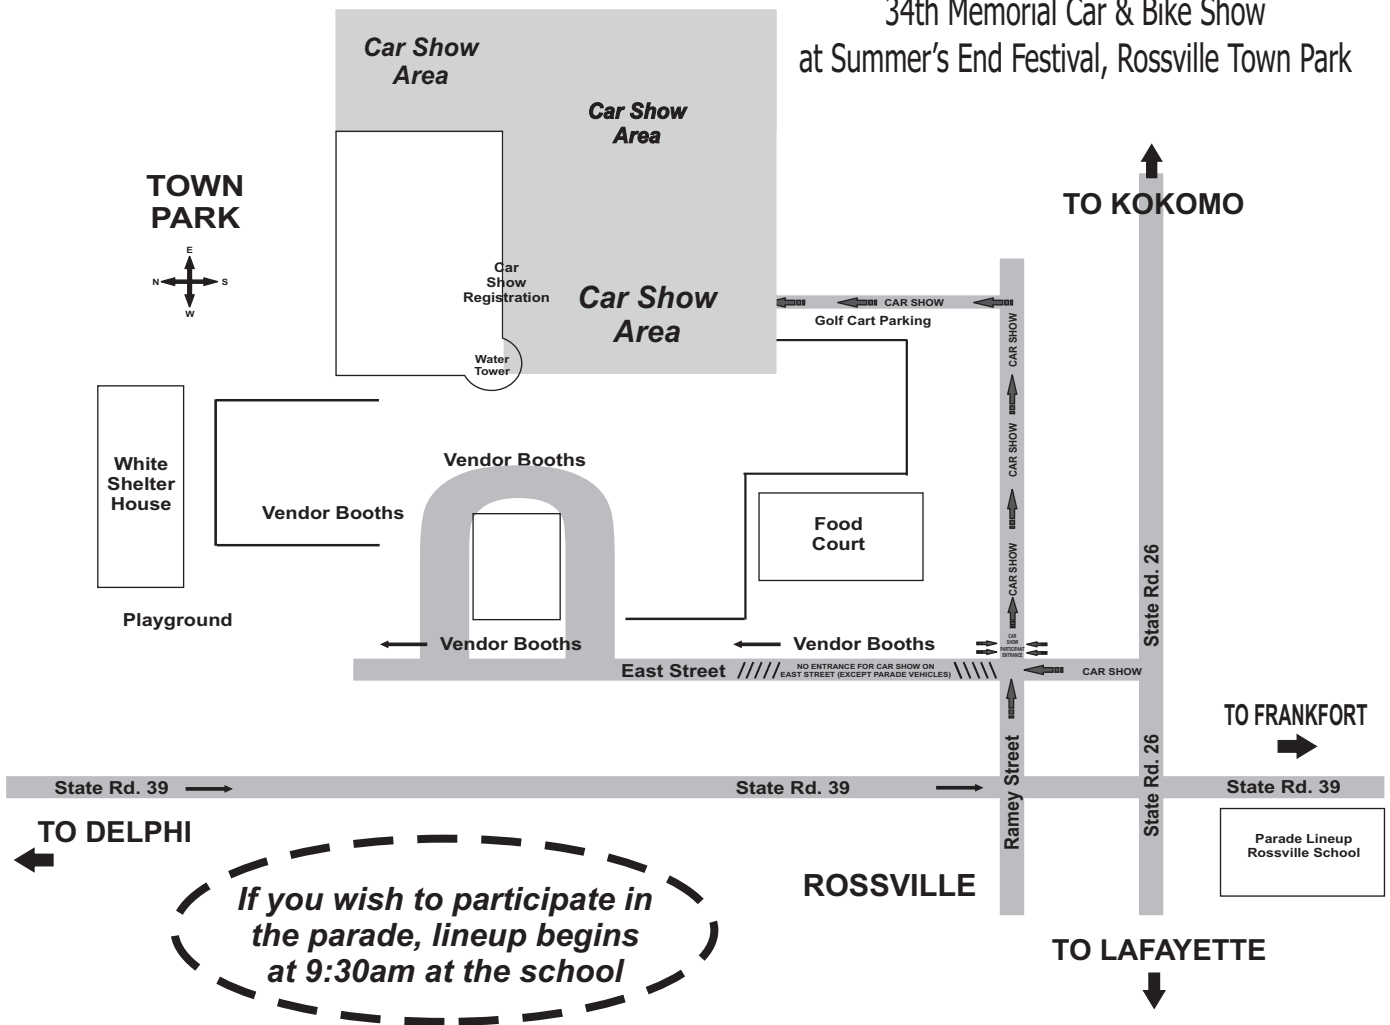 34th Memorial Car & Bike Show
at Summer's End Festival, Rossville Town Park
Car Show
Area
Car Show
Area
TOWN
PARK
E
N
S
W
TO KOKOMO
Car
Show
Registration
Car Show
Area
CAR SHOW
Golf Cart Parking
CAR SHOW
Water
Tower
White
Shelter
House
Vendor Booths
Vendor Booths
CAR SHOW
Food
Court
CAR SHOW
State Rd. 26
Playground
Vendor Booths
Vendor Booths
CAR
SHOW
PARTICIPANT
ENTRANCE
East Street
NO ENTRANCE FOR CAR SHOW ON
EAST STREET (EXCEPT PARADE VEHICLES)
CAR SHOW
TO FRANKFORT
Ramey Street
State Rd. 26
State Rd. 39
State Rd. 39
State Rd. 39
TO DELPHI
Parade Lineup
Rossville School
If you wish to participate in
the parade, lineup begins
at 9:30am at the school
ROSSVILLE
TO LAFAYETTE